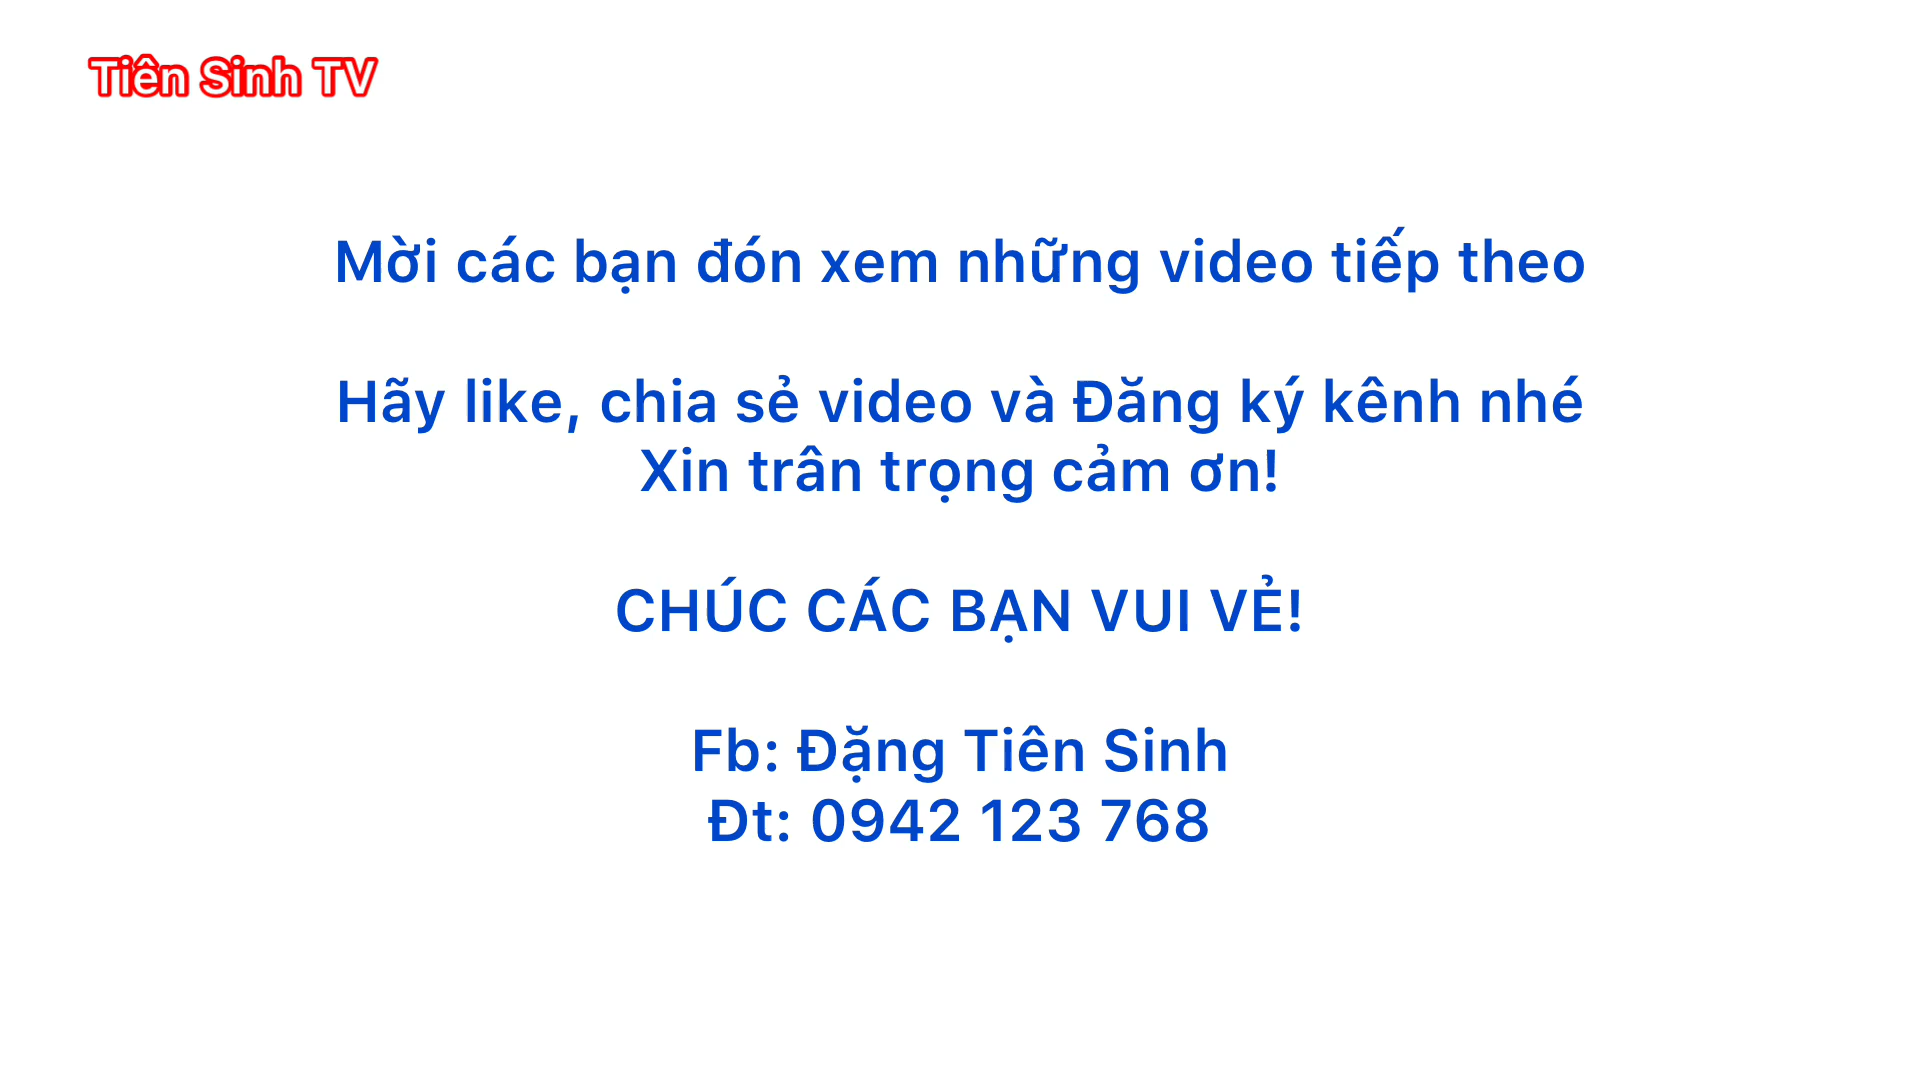 Tiên Sinh TV
Mời các bạn đón xem những video tiếp theo
Hãy like, chia sẻ video và Đăng ký kênh nhé
Xin trân trọng cảm ơn!
CHÚC CÁC BẠN VUI VẺ!
Fb: Đặng Tiên Sinh
Đt: 0942 123 768